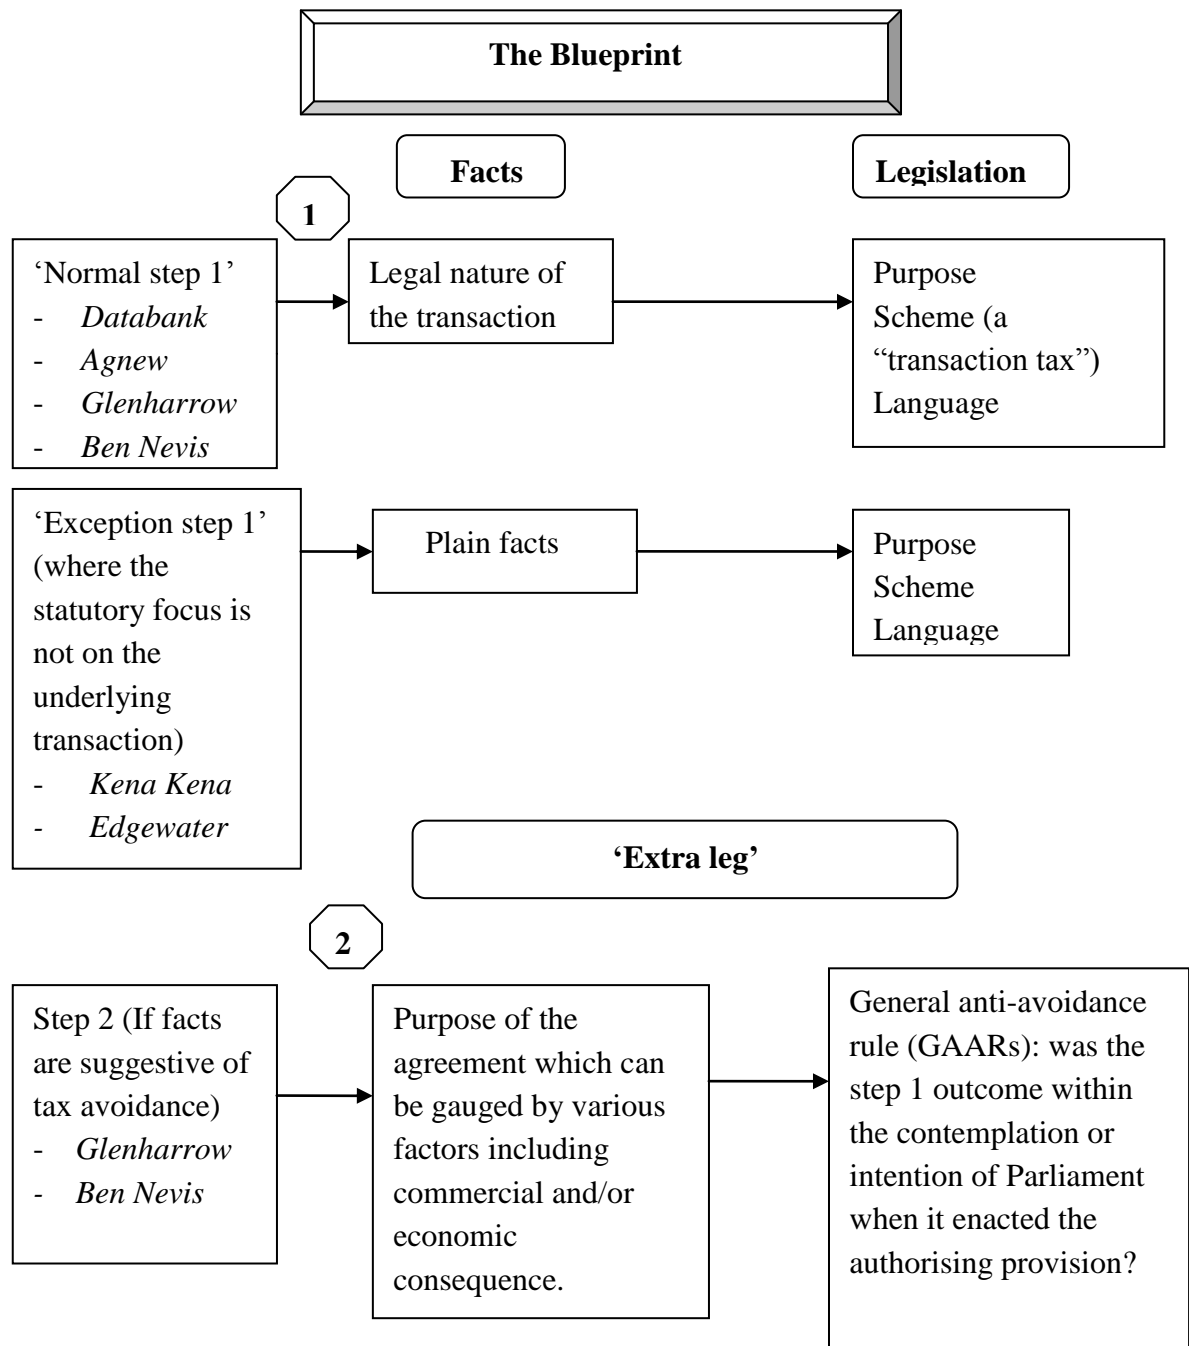 The Blueprint
Facts
Legislation
1
‘Normal step 1’
- Databank
- Agnew
- Glenharrow
- Ben Nevis
Legal nature of
the transaction
Purpose
Scheme (a
“transaction tax”)
Language
‘Exception step 1’
(where the
statutory focus is
not on the
underlying
transaction)
- Kena Kena
- Edgewater
Plain facts
Purpose
Scheme
Language
‘Extra leg’
2
Step 2 (If facts
are suggestive of
tax avoidance)
- Glenharrow
- Ben Nevis
Purpose of the
agreement which can
be gauged by various
factors including
commercial and/or
economic
consequence.
General anti-avoidance
rule (GAARs): was the
step 1 outcome within
the contemplation or
intention of Parliament
when it enacted the
authorising provision?